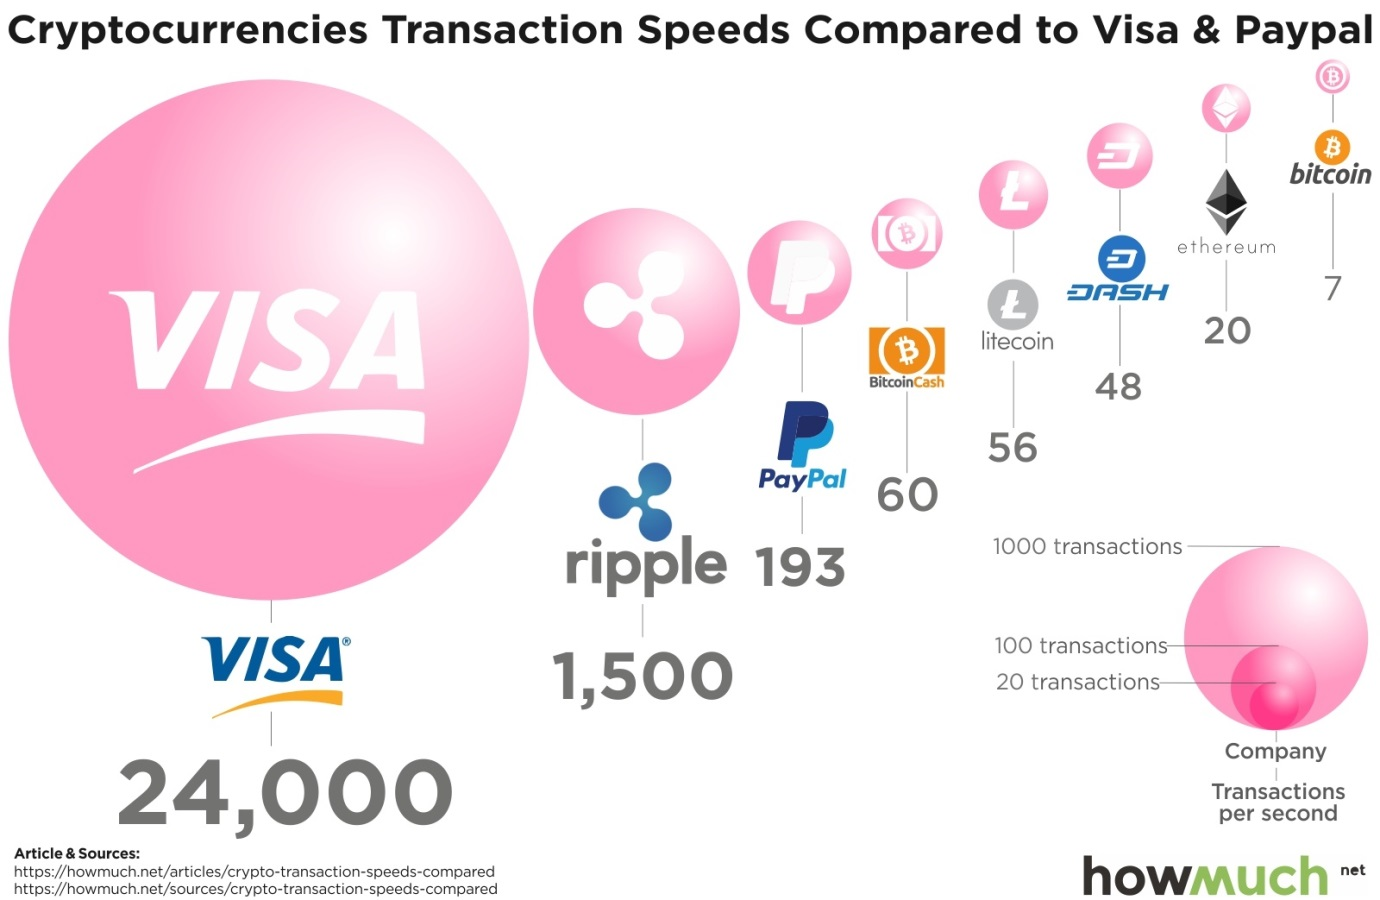 Cryptocurrencies Transaction Speeds Compared to Visa & Paypal
VISA
VISA®
24,000
ripple
1,500
PayPal
193
BitcoinCash
60
litecoin
56
DASH
48
ethereum
20
bitcoin
7
1000 transactions
100 transactions
20 transactions
Company
Transactions
per second
Article & Sources:
https://howmuch.net/articles/crypto-transaction-speeds-compared
https://howmuch.net/sources/crypto-transaction-speeds-compared
howmuch net